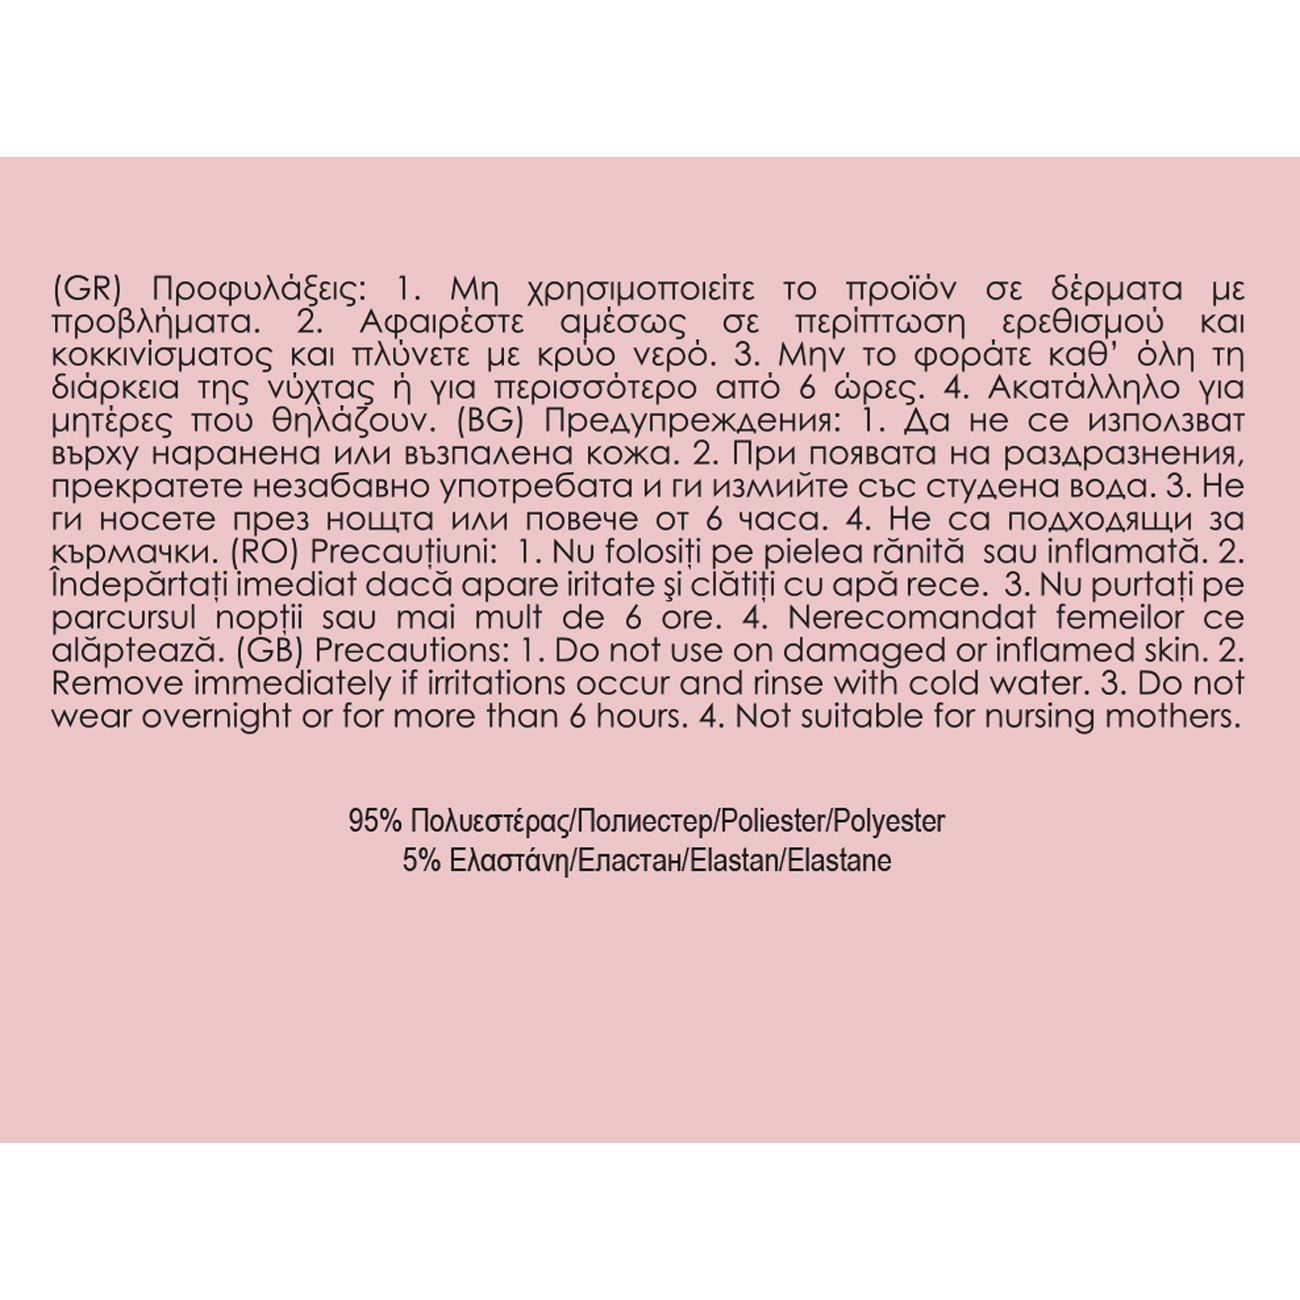 (GR) Προφυλάξεις: 1. Μη χρησιμοποιείτε το προϊόν σε δέρματα με
προβλήματα. 2. Αφαιρέστε αμέσως σε περίπτωση ερεθισμού και
κοκκινίσματος και πλύνετε με κρύο νερό. 3. Μην το φοράτε καθ’ όλη τη
διάρκεια της νύχτας ή για περισσότερο από 6 ώρες. 4. Ακατάλληλο για
μητέρες που θηλάζουν. (BG) Предупреждения: 1. Да не се използват
върху наранена или възпалена кожа. 2. При появата на раздразнения,
прекратете незабавно употребата и ги измийте със студена вода. 3. Не
ги носете през нощта или повече от 6 часа. 4. Не са подходящи за
кърмачки. (RO) Precauțiuni: 1. Nu folosiți pe pielea rănită sau inflamată. 2.
Îndepărtați imediat dacă apare iritate şi clătiți cu apă rece. 3. Nu purtați pe
parcursul nopții sau mai mult de 6 ore. 4. Nerecomandat femeilor ce
alăptează. (GB) Precautions: 1. Do not use on damaged or inflamed skin. 2.
Remove immediately if irritations occur and rinse with cold water. 3. Do not
wear overnight or for more than 6 hours. 4. Not suitable for nursing mothers.
95% Πολυεστέρας/Полиестер/Poliester/Polyester
5% Ελαστάνη/Еластан/Elastan/Elastane